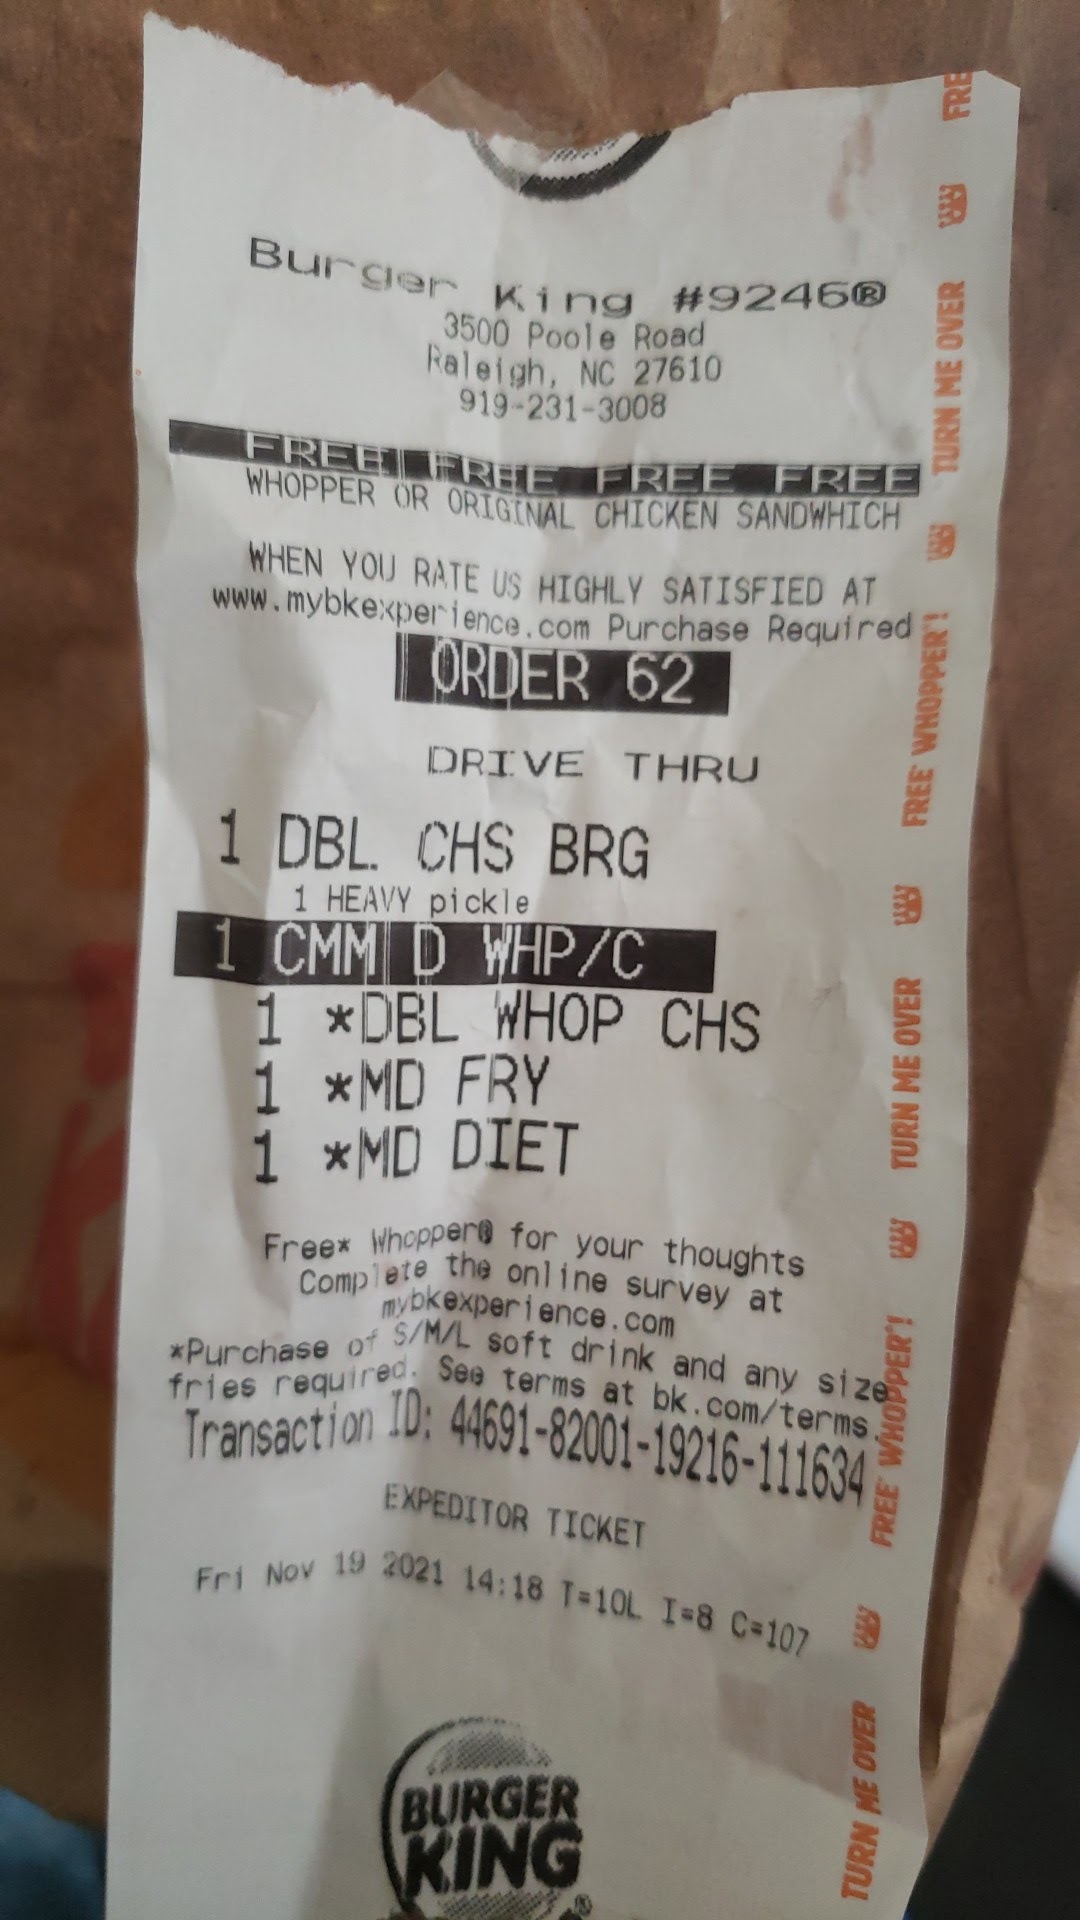 Burger King #9246®
3500 Poole Road
Raleigh, NC 27610
919-231-3008
FREE FREE FREE FREE
WHOPPER OR ORIGINAL CHICKEN SANDWHICH
WHEN YOU RATE US HIGHLY SATISFIED AT
www.mybkexperience.com Purchase Required
ORDER 62
DRIVE THRU
1 DBL CHS BRG
1 HEAVY pickle
1 CMM D WHP/C
1 *DBL WHOP CHS
1 *MD FRY
1 *MD DIET
Free* Whopper® for your thoughts
Complete the online survey at
mybkexperience.com
*Purchase of S/M/L soft drink and any size
fries required. See terms at bk.com/terms.
Transaction ID: 44691-82001-19216-111634
EXPEDITOR TICKET
Fri Nov 19 2021 14:18 T=10L I=8 C=107
BURGER
KING®
FRE
TURN ME OVER
FREE WHOPPER®!
TURN ME OVER
FREE WHOPPER®!
TURN ME OVER